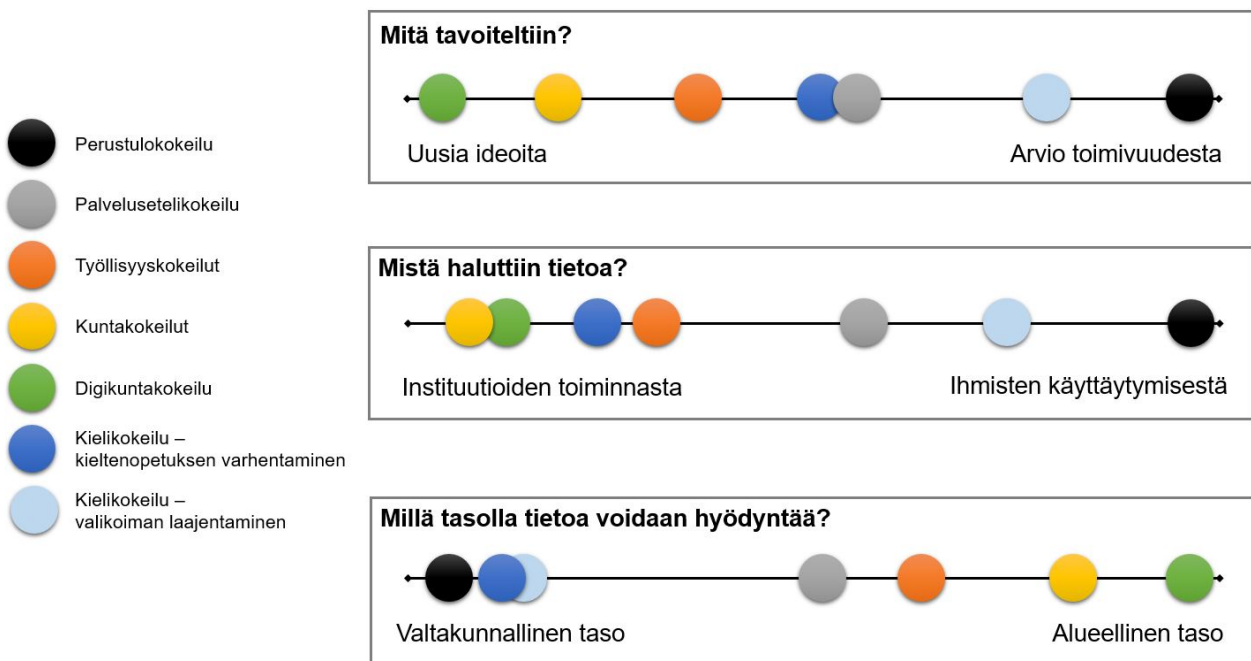 Mitä tavoiteltiin?
Uusia ideoita
Arvio toimivuudesta
Perustulokokeilu
Palvelusetelikokeilu
Työllisyyskokeilut
Kuntakokeilut
Digikuntakokeilu
Kielikokeilu –
kieltenopetuksen varhentaminen
Kielikokeilu –
valikoiman laajentaminen
Mistä haluttiin tietoa?
Instituutioiden toiminnasta
Ihmisten käyttäytymisestä
Millä tasolla tietoa voidaan hyödyntää?
Valtakunnallinen taso
Alueellinen taso